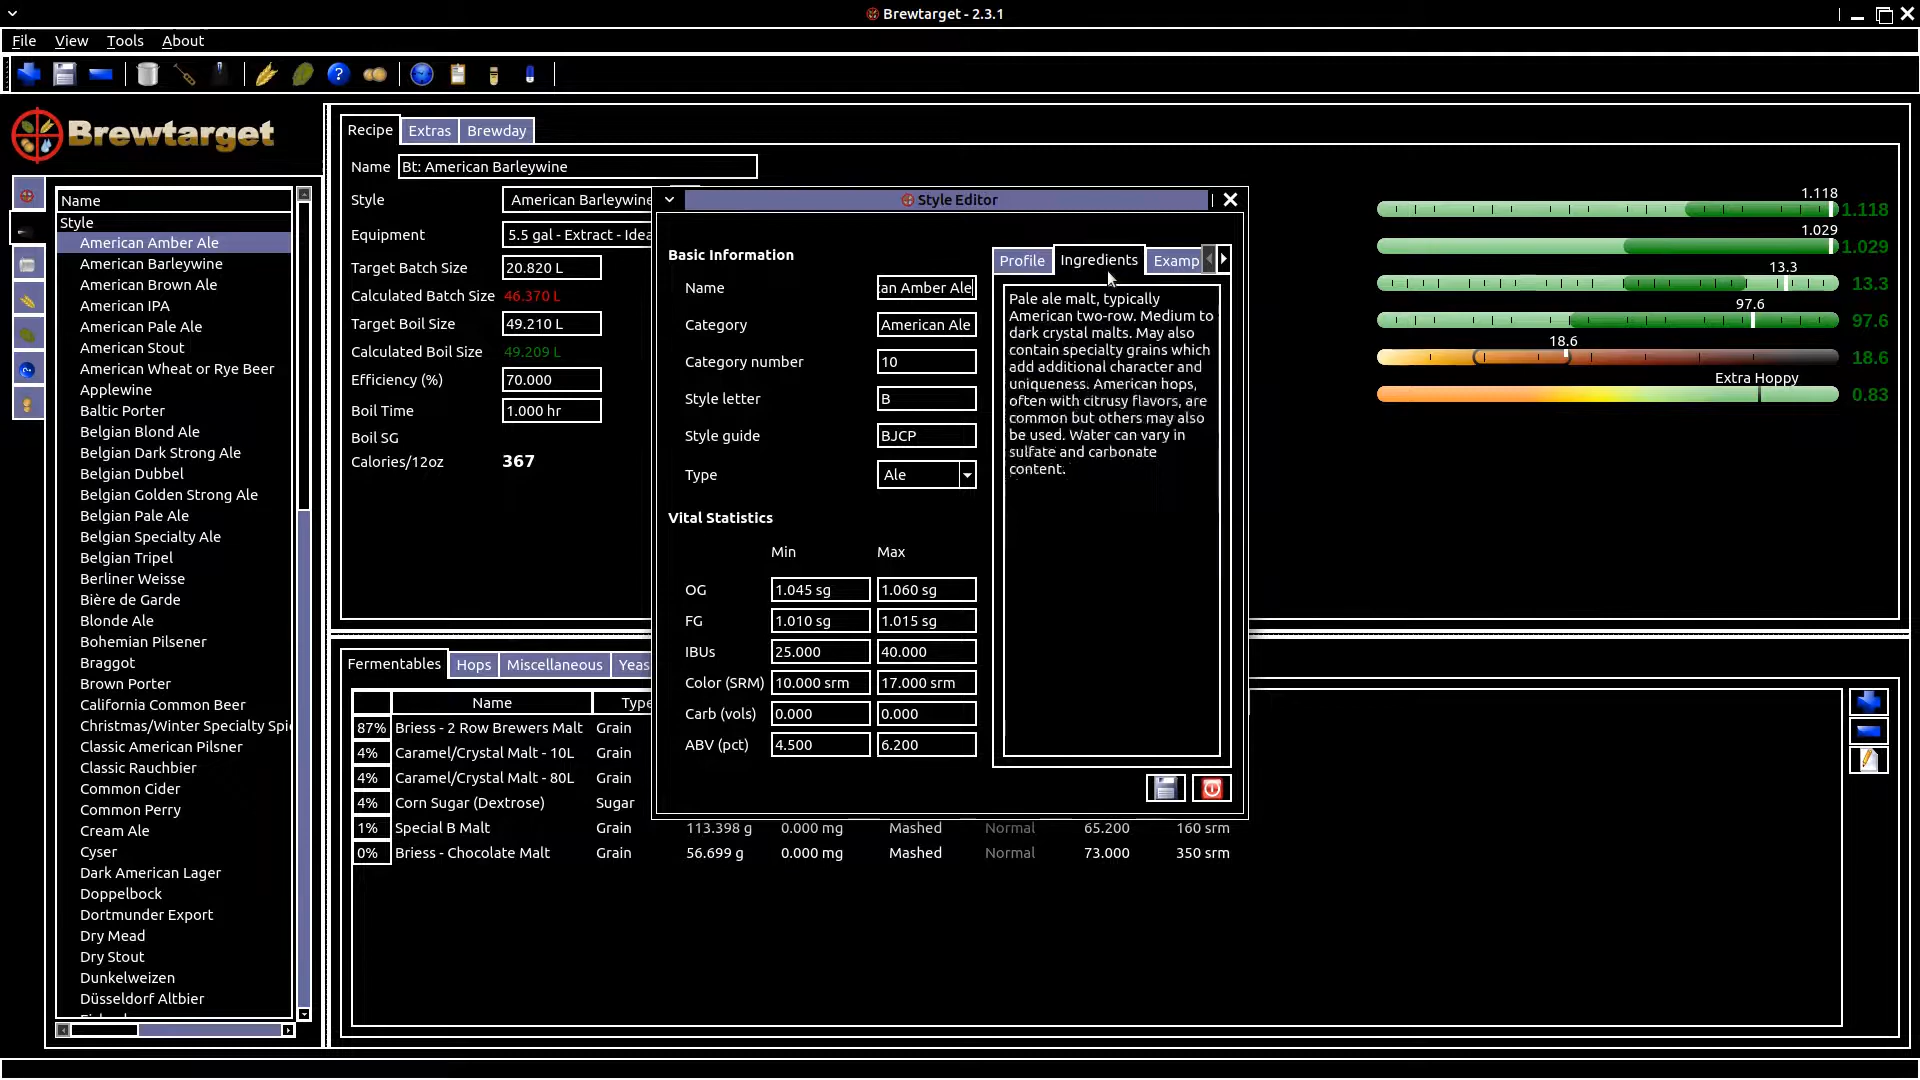 Brewtarget - 2.3.1
File View Tools About
Brewtarget
Name
Style
American Amber Ale
American Barleywine
American Brown Ale
American IPA
American Pale Ale
American Stout
American Wheat or Rye Beer
Applewine
Baltic Porter
Belgian Blond Ale
Belgian Dark Strong Ale
Belgian Dubbel
Belgian Golden Strong Ale
Belgian Pale Ale
Belgian Specialty Ale
Belgian Tripel
Berliner Weisse
Bière de Garde
Blonde Ale
Bohemian Pilsener
Braggot
Brown Porter
California Common Beer
Christmas/Winter Specialty Spi
Classic American Pilsner
Classic Rauchbier
Common Cider
Common Perry
Cream Ale
Cyser
Dark American Lager
Doppelbock
Dortmunder Export
Dry Mead
Dry Stout
Dunkelweizen
Düsseldorf Altbier
Recipe Extras Brewday
Name Bt: American Barleywine
Style American Barleywine
Equipment 5.5 gal - Extract - Idea
Target Batch Size 20.820 L
Calculated Batch Size 46.370 L
Target Boil Size 49.210 L
Calculated Boil Size 49.209 L
Efficiency (%) 70.000
Boil Time 1.000 hr
Boil SG
Calories/12oz 367
1.118
1.118
1.029
1.029
13.3
13.3
97.6
97.6
18.6
18.6
Extra Hoppy
0.83
Style Editor
Basic Information
Name an Amber Ale
Category American Ale
Category number 10
Style letter B
Style guide BJCP
Type Ale
Vital Statistics
Min Max
OG 1.045 sg 1.060 sg
FG 1.010 sg 1.015 sg
IBUs 25.000 40.000
Color (SRM) 10.000 srm 17.000 srm
Carb (vols) 0.000 0.000
ABV (pct) 4.500 6.200
Profile Ingredients Examp
Pale ale malt, typically
American two-row. Medium to
dark crystal malts. May also
contain specialty grains which
add additional character and
uniqueness. American hops,
often with citrusy flavors, are
common but others may also
be used. Water can vary in
sulfate and carbonate
content.
Fermentables Hops Miscellaneous Yeas
Name Type
87% Briess - 2 Row Brewers Malt Grain
4% Caramel/Crystal Malt - 10L Grain
4% Caramel/Crystal Malt - 80L Grain
4% Corn Sugar (Dextrose) Sugar
1% Special B Malt Grain 113.398 g 0.000 mg Mashed Normal 65.200 160 srm
0% Briess - Chocolate Malt Grain 56.699 g 0.000 mg Mashed Normal 73.000 350 srm